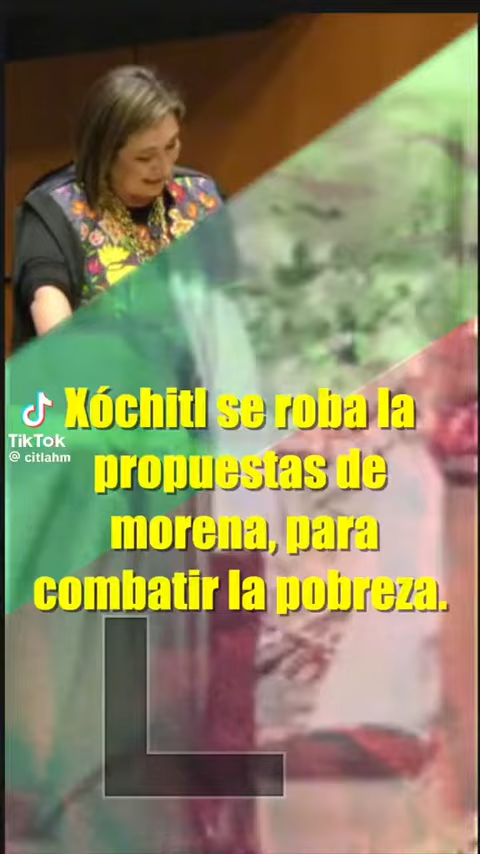 Xóchitl se roba la
propuestas de
morena, para
combatir la pobreza.
TikTok
@ citlahm
L